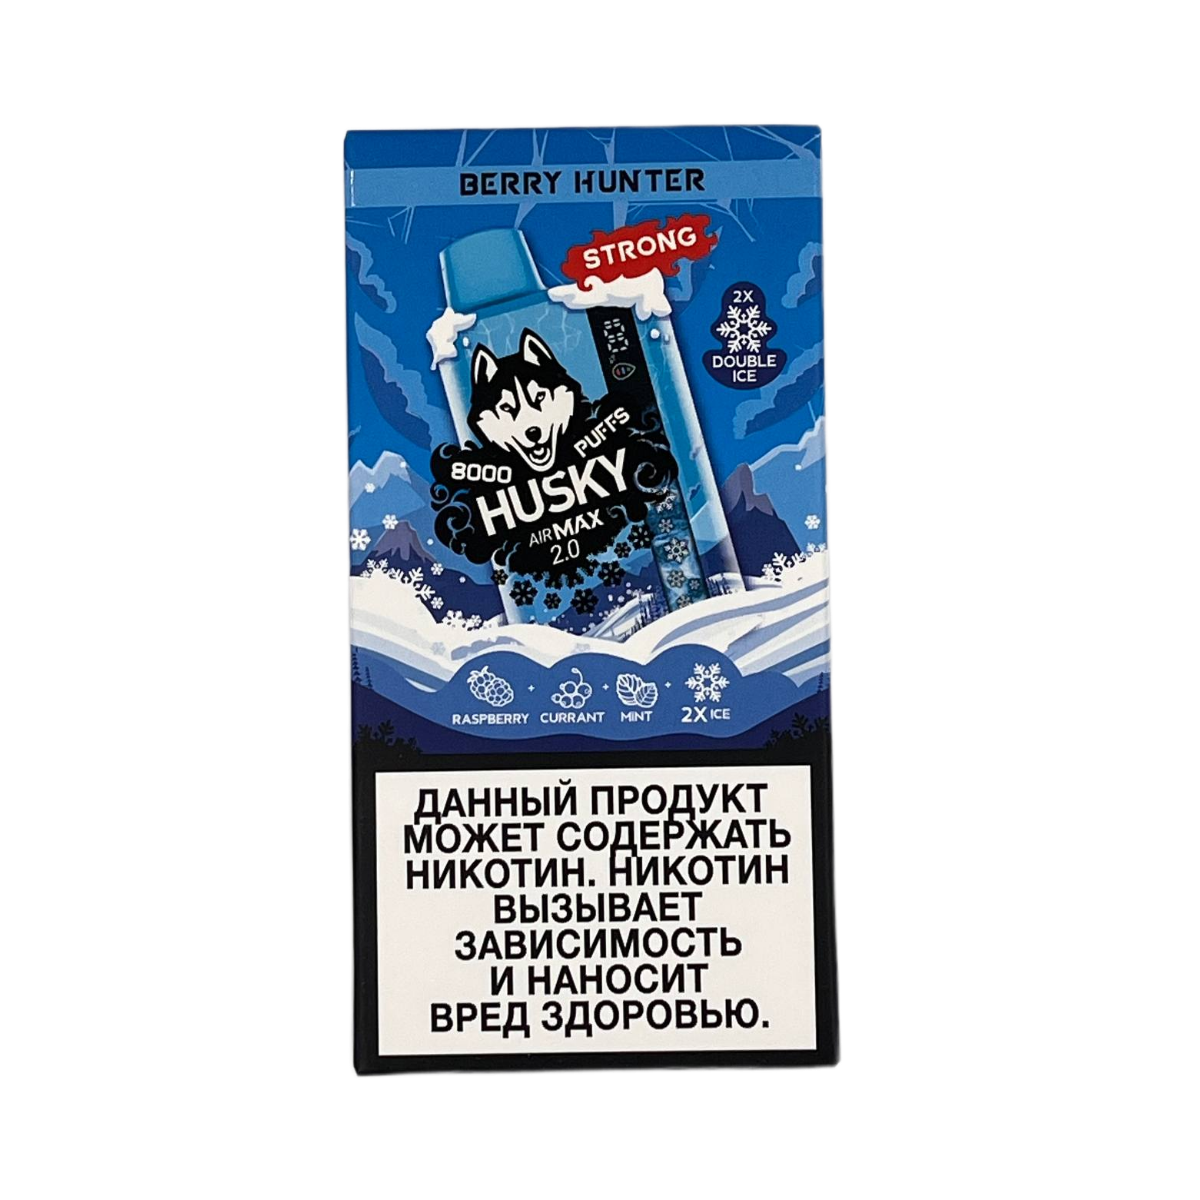 BERRY HUNTER
STRONG
2X
DOUBLE
ICE
8000 PUFFS
HUSKY
AIR MAX
2.0
RASPBERRY + CURRANT + MINT + 2X ICE
ДАННЫЙ ПРОДУКТ
МОЖЕТ СОДЕРЖАТЬ
НИКОТИН. НИКОТИН
ВЫЗЫВАЕТ
ЗАВИСИМОСТЬ
И НАНОСИТ
ВРЕД ЗДОРОВЬЮ.